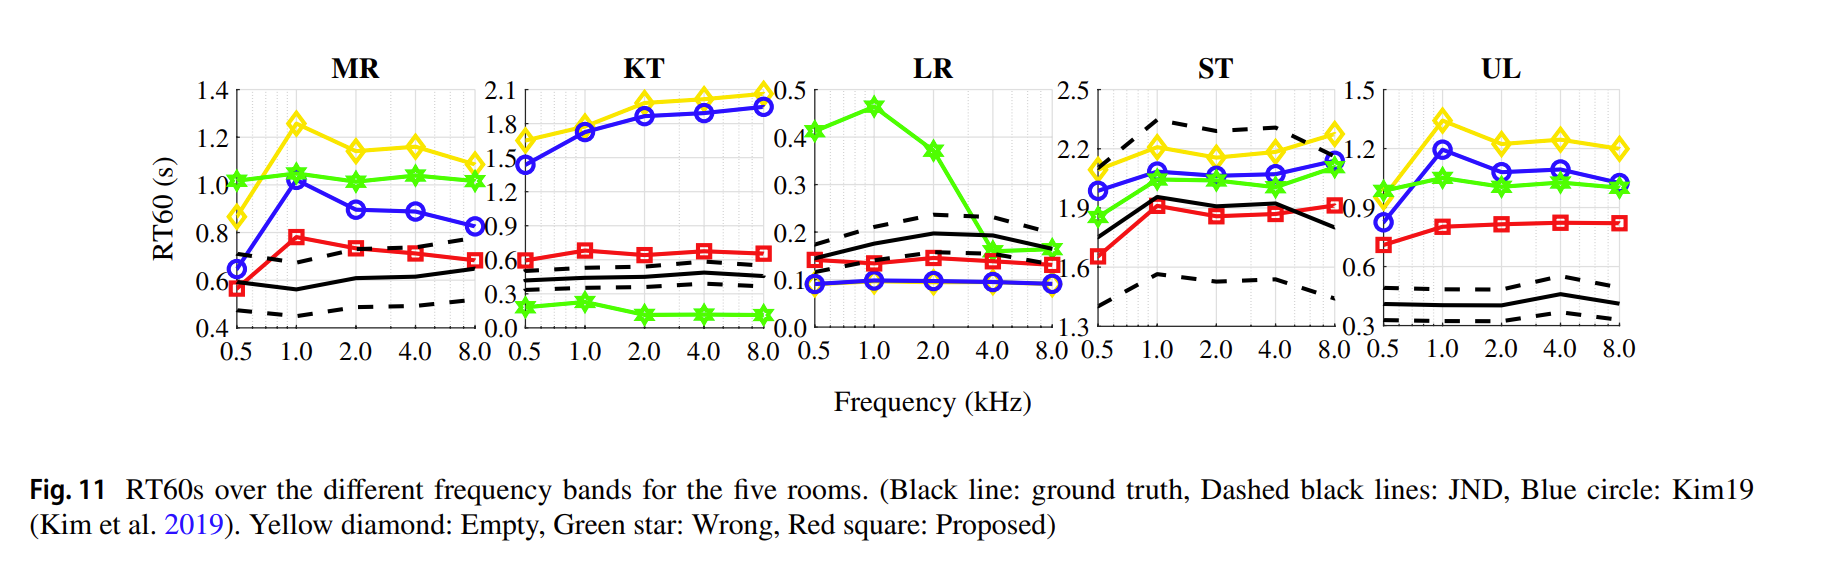 MR KT LR ST UL
1.4 2.1 0.5 2.5 1.5
1.2 1.8 0.4 2.2 1.2
1.0 1.5 0.3 1.9 0.9
0.8 1.2 0.2 1.6 0.6
0.6 0.9 0.1 1.3 0.3
0.4 0.6 0.0
0.3
0.0
RT60 (s)
0.5 1.0 2.0 4.0 8.0 0.5 1.0 2.0 4.0 8.0 0.5 1.0 2.0 4.0 8.0 0.5 1.0 2.0 4.0 8.0 0.5 1.0 2.0 4.0 8.0
Frequency (kHz)
Fig. 11 RT60s over the different frequency bands for the five rooms. (Black line: ground truth, Dashed black lines: JND, Blue circle: Kim19
(Kim et al. 2019). Yellow diamond: Empty, Green star: Wrong, Red square: Proposed)